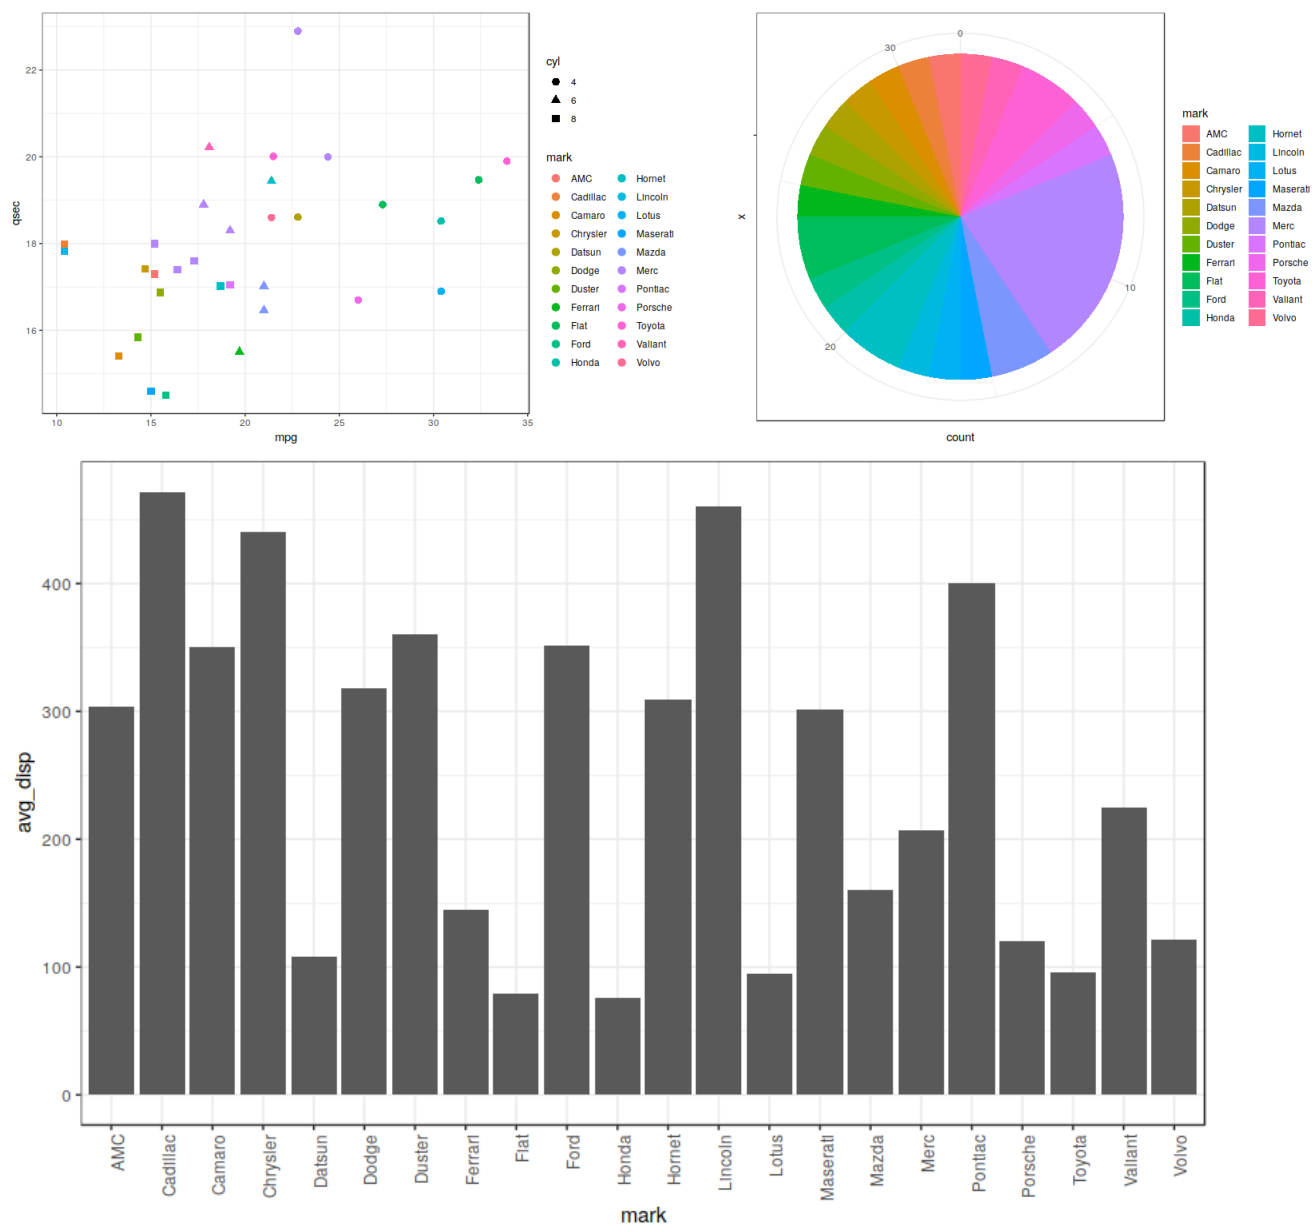 22
20
18
16
qsec
10 15 20 25 30 35
mpg
cyl
4
6
8
mark
AMC Hornet
Cadillac Lincoln
Camaro Lotus
Chrysler Maserati
Datsun Mazda
Dodge Merc
Duster Pontiac
Ferrari Porsche
Fiat Toyota
Ford Valiant
Honda Volvo
0
30
10
20
x
count
mark
AMC Hornet
Cadillac Lincoln
Camaro Lotus
Chrysler Maserati
Datsun Mazda
Dodge Merc
Duster Pontiac
Ferrari Porsche
Fiat Toyota
Ford Valiant
Honda Volvo
400
300
200
100
0
avg_disp
AMC Cadillac Camaro Chrysler Datsun Dodge Duster Ferrari Fiat Ford Honda Hornet Lincoln Lotus Maserati Mazda Merc Pontiac Porsche Toyota Valiant Volvo
mark